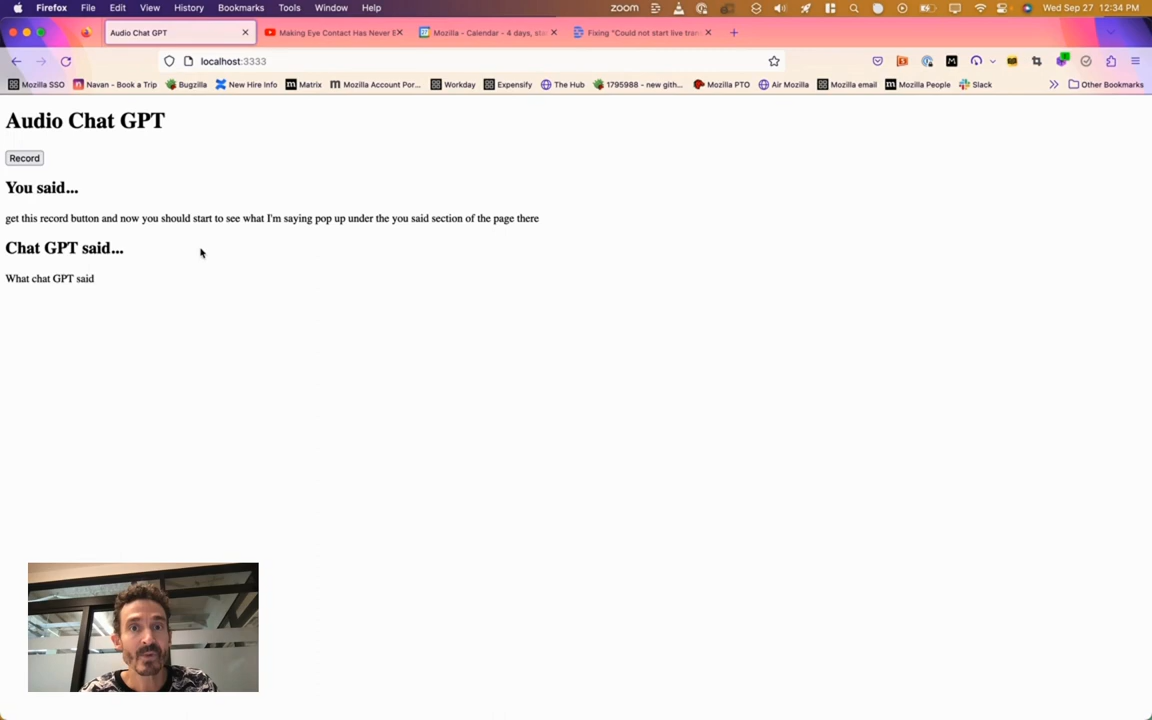 Firefox File Edit View History Bookmarks Tools Window Help zoom Wed Sep 27 12:34 PM
Audio Chat GPT Making Eye Contact Has Never B Mozilla - Calendar - 4 days, sta Fixing "Could not start live tran
localhost:3333
Mozilla SSO Navan - Book a Trip Bugzilla New Hire Info Matrix Mozilla Account Por... Workday Expensify The Hub 1795988 - new gith... Mozilla PTO Air Mozilla Mozilla email Mozilla People Slack Other Bookmarks
Audio Chat GPT
Record
You said...
get this record button and now you should start to see what I'm saying pop up under the you said section of the page there
Chat GPT said...
What chat GPT said